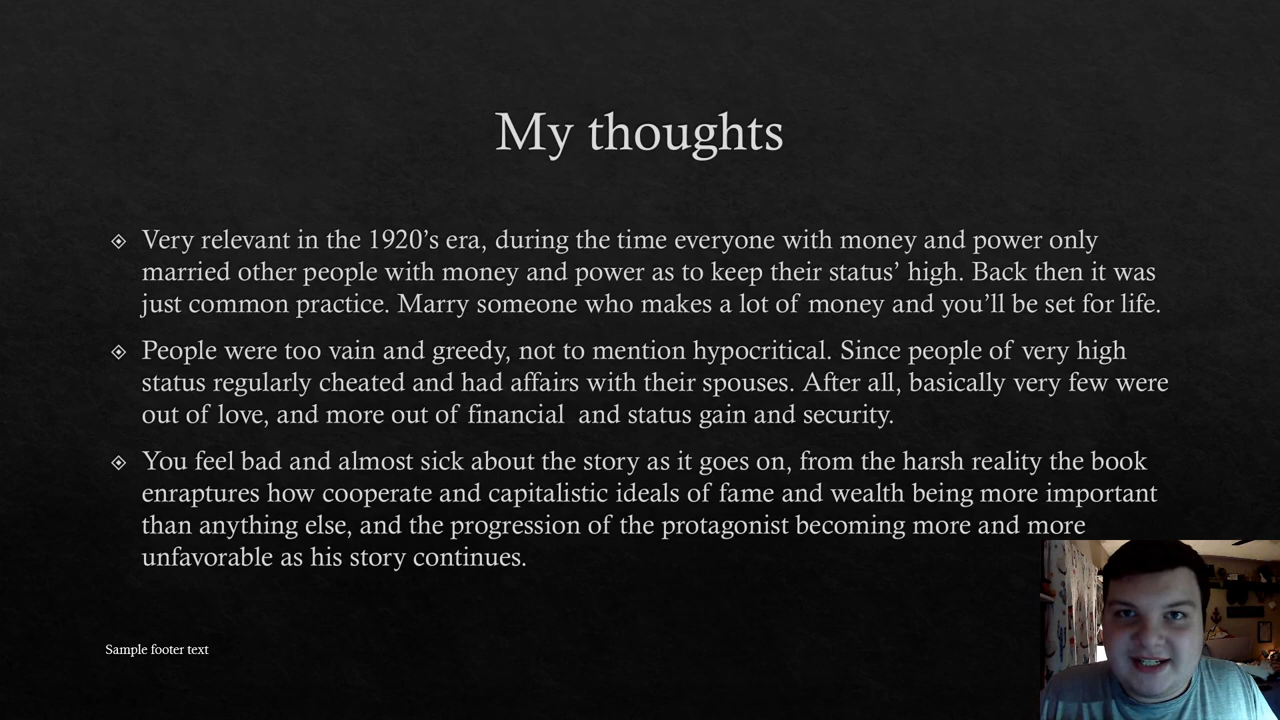 My thoughts
Very relevant in the 1920’s era, during the time everyone with money and power only
married other people with money and power as to keep their status’ high. Back then it was
just common practice. Marry someone who makes a lot of money and you’ll be set for life.
People were too vain and greedy, not to mention hypocritical. Since people of very high
status regularly cheated and had affairs with their spouses. After all, basically very few were
out of love, and more out of financial  and status gain and security.
You feel bad and almost sick about the story as it goes on, from the harsh reality the book
enraptures how cooperate and capitalistic ideals of fame and wealth being more important
than anything else, and the progression of the protagonist becoming more and more
unfavorable as his story continues.
Sample footer text